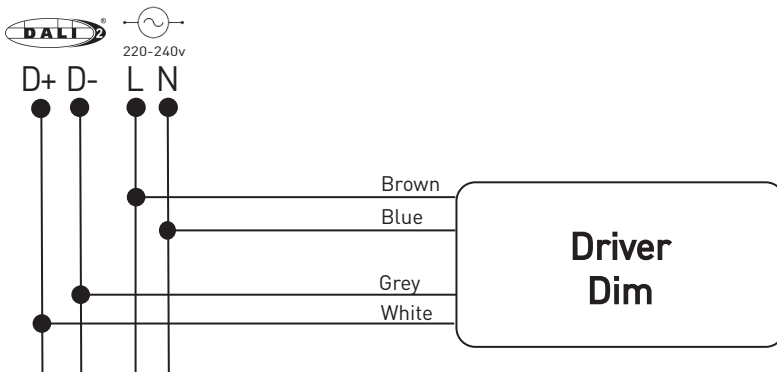 DALI 2®
220-240v
D+ D- L N
Brown
Blue
Grey
White
Driver
Dim